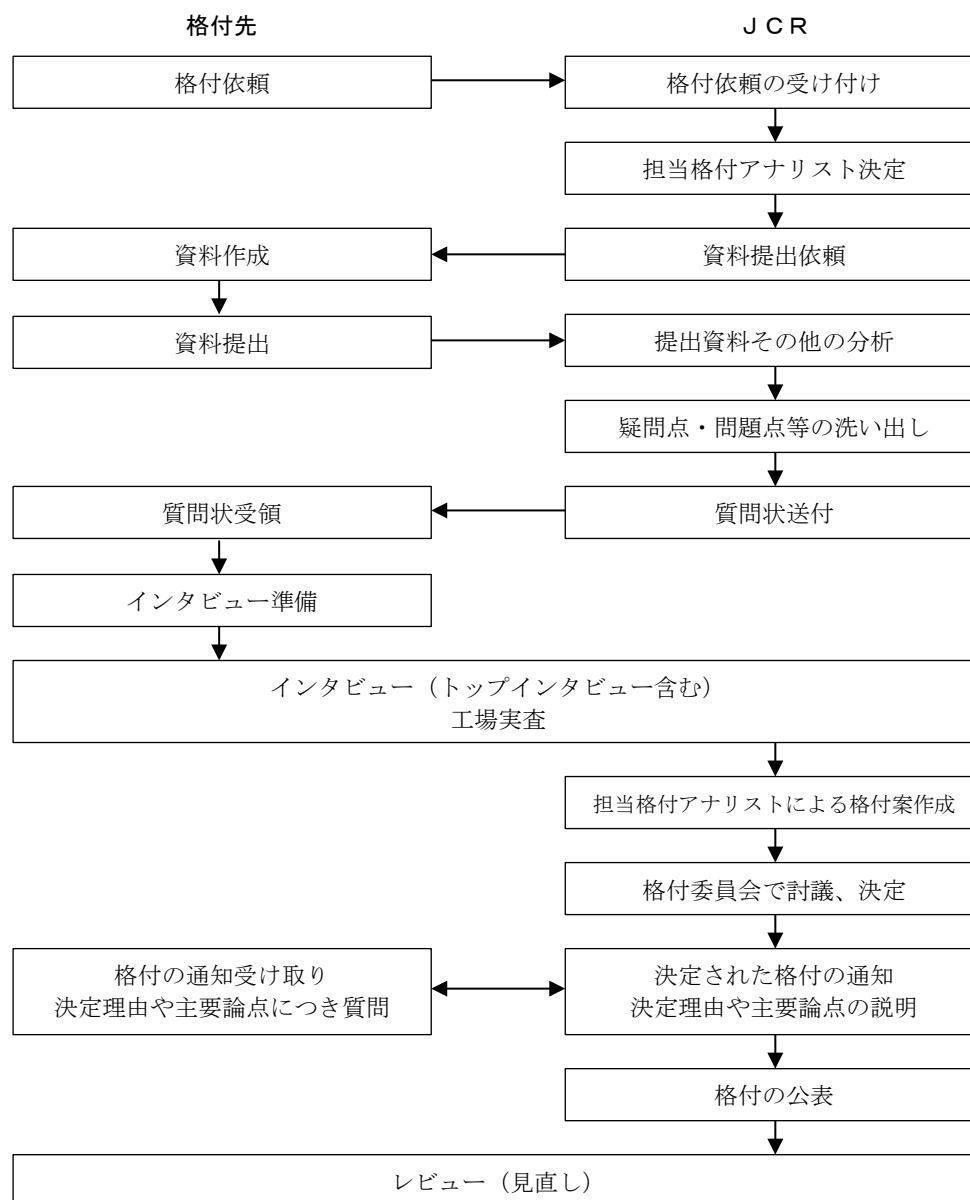 格付先
ＪＣＲ
格付依頼
格付依頼の受け付け
担当格付アナリスト決定
資料作成
資料提出依頼
資料提出
提出資料その他の分析
疑問点・問題点等の洗い出し
質問状受領
質問状送付
インタビュー準備
インタビュー（トップインタビュー含む）
工場実査
担当格付アナリストによる格付案作成
格付委員会で討議、決定
格付の通知受け取り
決定理由や主要論点につき質問
決定された格付の通知
決定理由や主要論点の説明
格付の公表
レビュー（見直し）